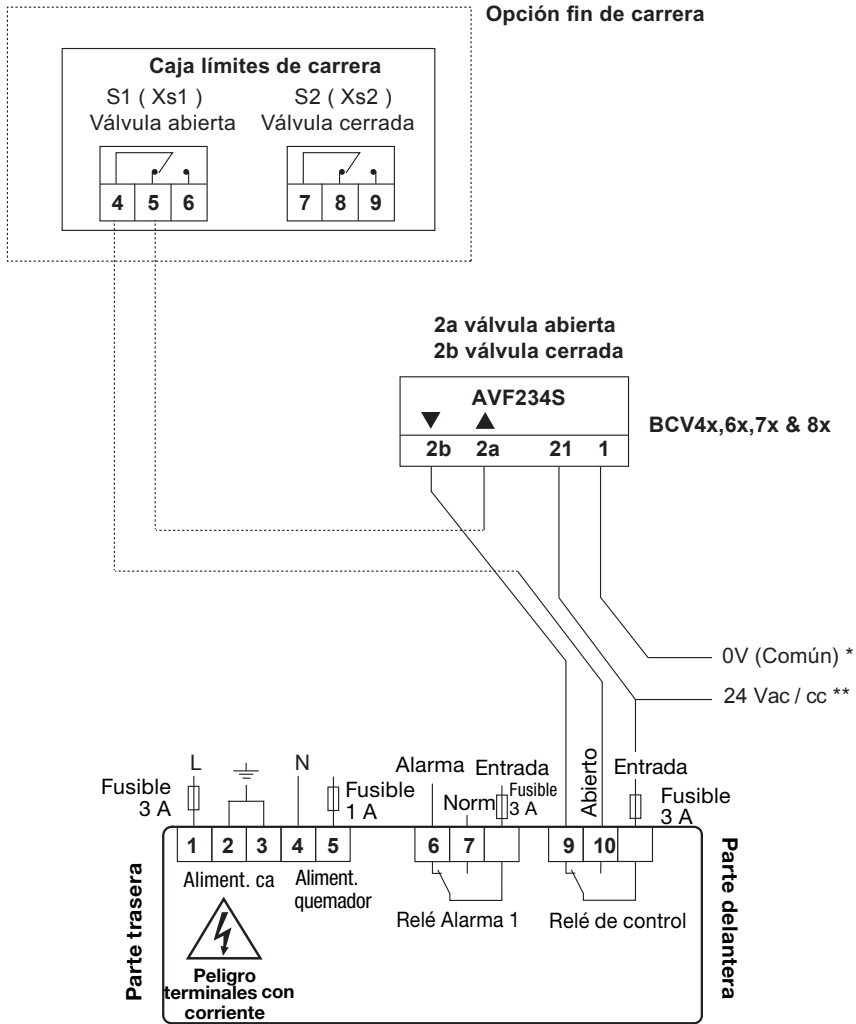 Opción fin de carrera
Caja límites de carrera
S1 ( Xs1 )
Válvula abierta
S2 ( Xs2 )
Válvula cerrada
4 5 6
7 8 9
2a válvula abierta
2b válvula cerrada
AVF234S
2b 2a 21 1
BCV4x,6x,7x & 8x
0V (Común) *
24 Vac / cc **
L
N
Fusible
3 A
Fusible
1 A
Alarma
Norm
Entrada
Fusible
3 A
Abierto
Entrada
Fusible
3 A
1 2 3 4 5
6 7
9 10
Aliment. ca
Aliment.
quemador
Relé Alarma 1
Relé de control
Parte trasera
Parte delantera
Peligro
terminales con
corriente